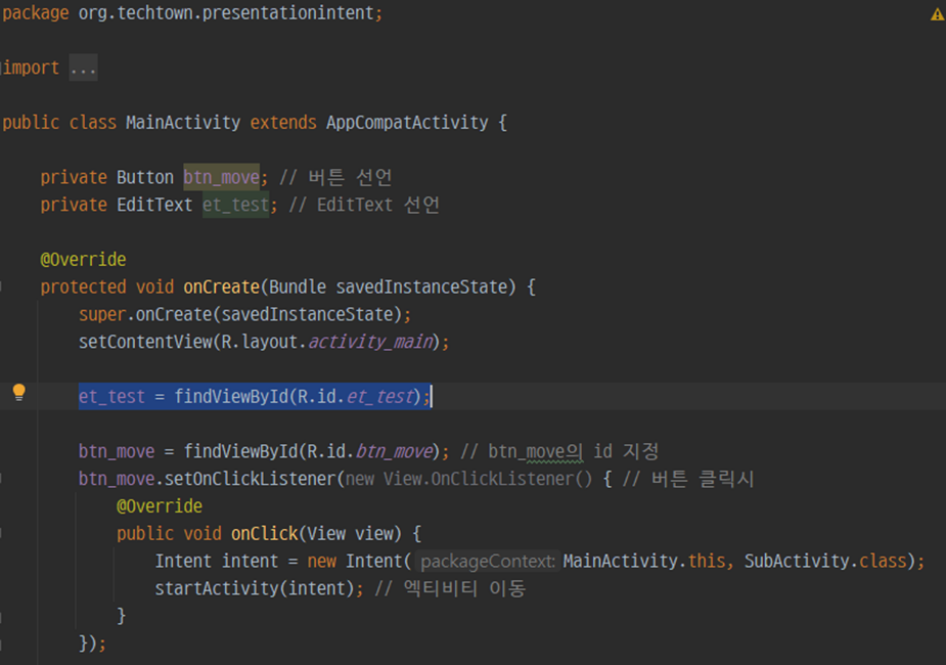 package org.techtown.presentationintent;
import ...
public class MainActivity extends AppCompatActivity {
private Button btn_move; // 버튼 선언
private EditText et_test; // EditText 선언
@Override
protected void onCreate(Bundle savedInstanceState) {
super.onCreate(savedInstanceState);
setContentView(R.layout.activity_main);
et_test = findViewById(R.id.et_test);
btn_move = findViewById(R.id.btn_move); // btn_move의 id 지정
btn_move.setOnClickListener(new View.OnClickListener() { // 버튼 클릭시
@Override
public void onClick(View view) {
Intent intent = new Intent( packageContext: MainActivity.this, SubActivity.class);
startActivity(intent); // 엑티비티 이동
}
});